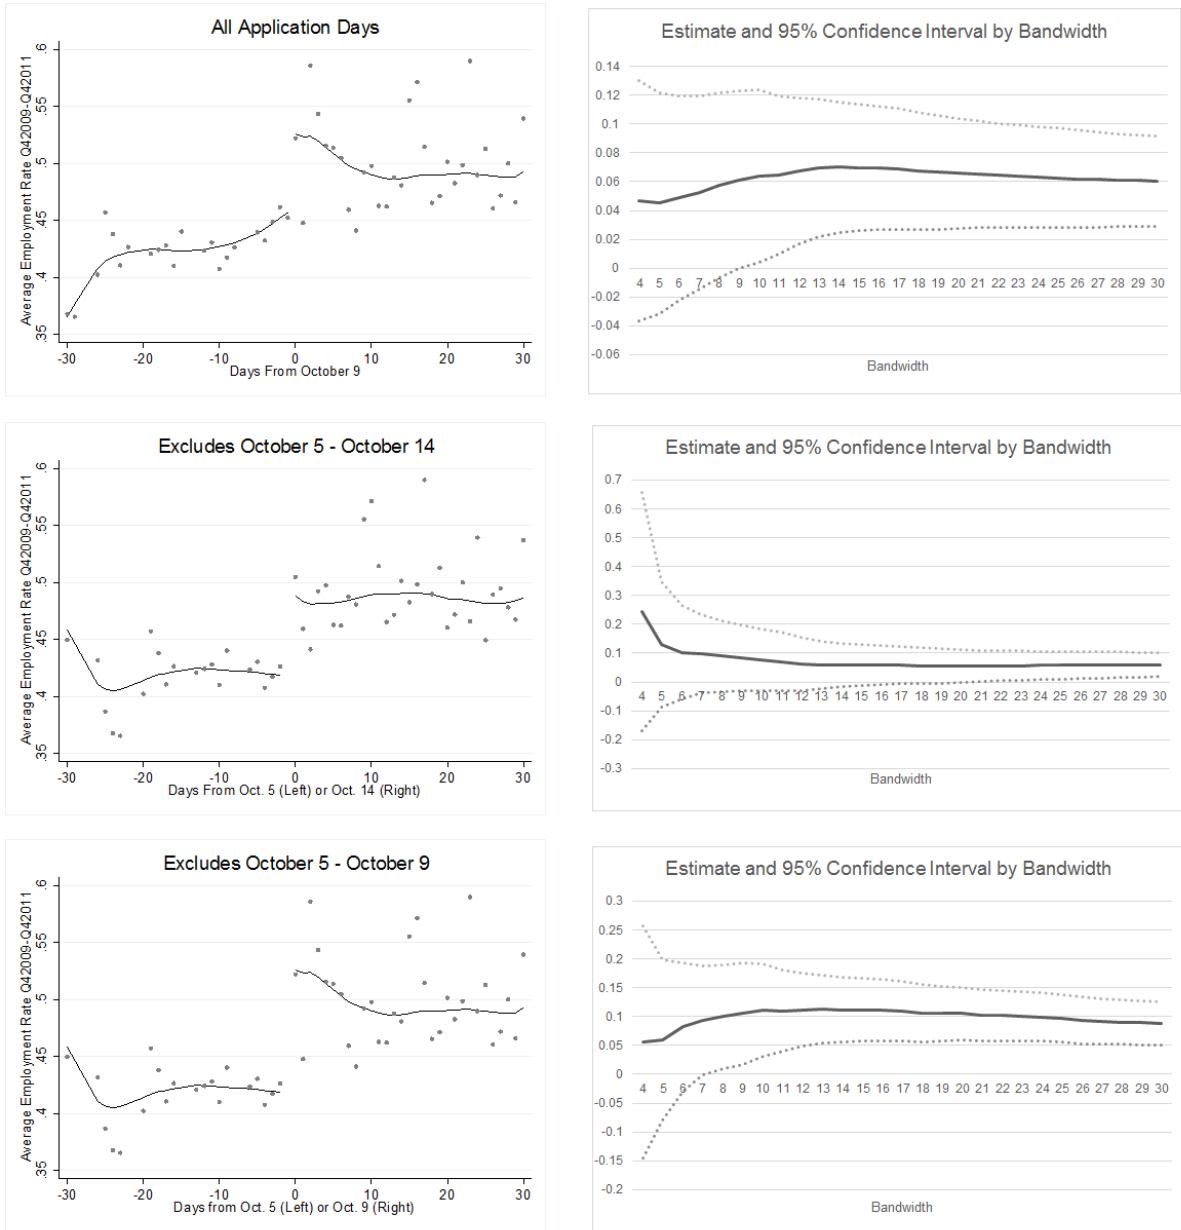 All Application Days
Average Employment Rate Q42009-Q42011
.6
.55
.5
.45
.4
.35
-30 -20 -10 0 10 20 30
Days From October 9
Estimate and 95% Confidence Interval by Bandwidth
0.14
0.12
0.1
0.08
0.06
0.04
0.02
0
4 5 6 7 8 9 10 11 12 13 14 15 16 17 18 19 20 21 22 23 24 25 26 27 28 29 30
-0.02
-0.04
-0.06
Bandwidth
Excludes October 5 - October 14
Average Employment Rate Q42009-Q42011
.6
.55
.5
.45
.4
.35
-30 -20 -10 0 10 20 30
Days From Oct. 5 (Left) or Oct. 14 (Right)
Estimate and 95% Confidence Interval by Bandwidth
0.7
0.6
0.5
0.4
0.3
0.2
0.1
0
4 5 6 7 8 9 10 11 12 13 14 15 16 17 18 19 20 21 22 23 24 25 26 27 28 29 30
-0.1
-0.2
-0.3
Bandwidth
Excludes October 5 - October 9
Average Employment Rate Q42009-Q42011
.6
.55
.5
.45
.4
.35
-30 -20 -10 0 10 20 30
Days from Oct. 5 (Left) or Oct. 9 (Right)
Estimate and 95% Confidence Interval by Bandwidth
0.3
0.25
0.2
0.15
0.1
0.05
0
4 5 6 7 8 9 10 11 12 13 14 15 16 17 18 19 20 21 22 23 24 25 26 27 28 29 30
-0.05
-0.1
-0.15
-0.2
Bandwidth